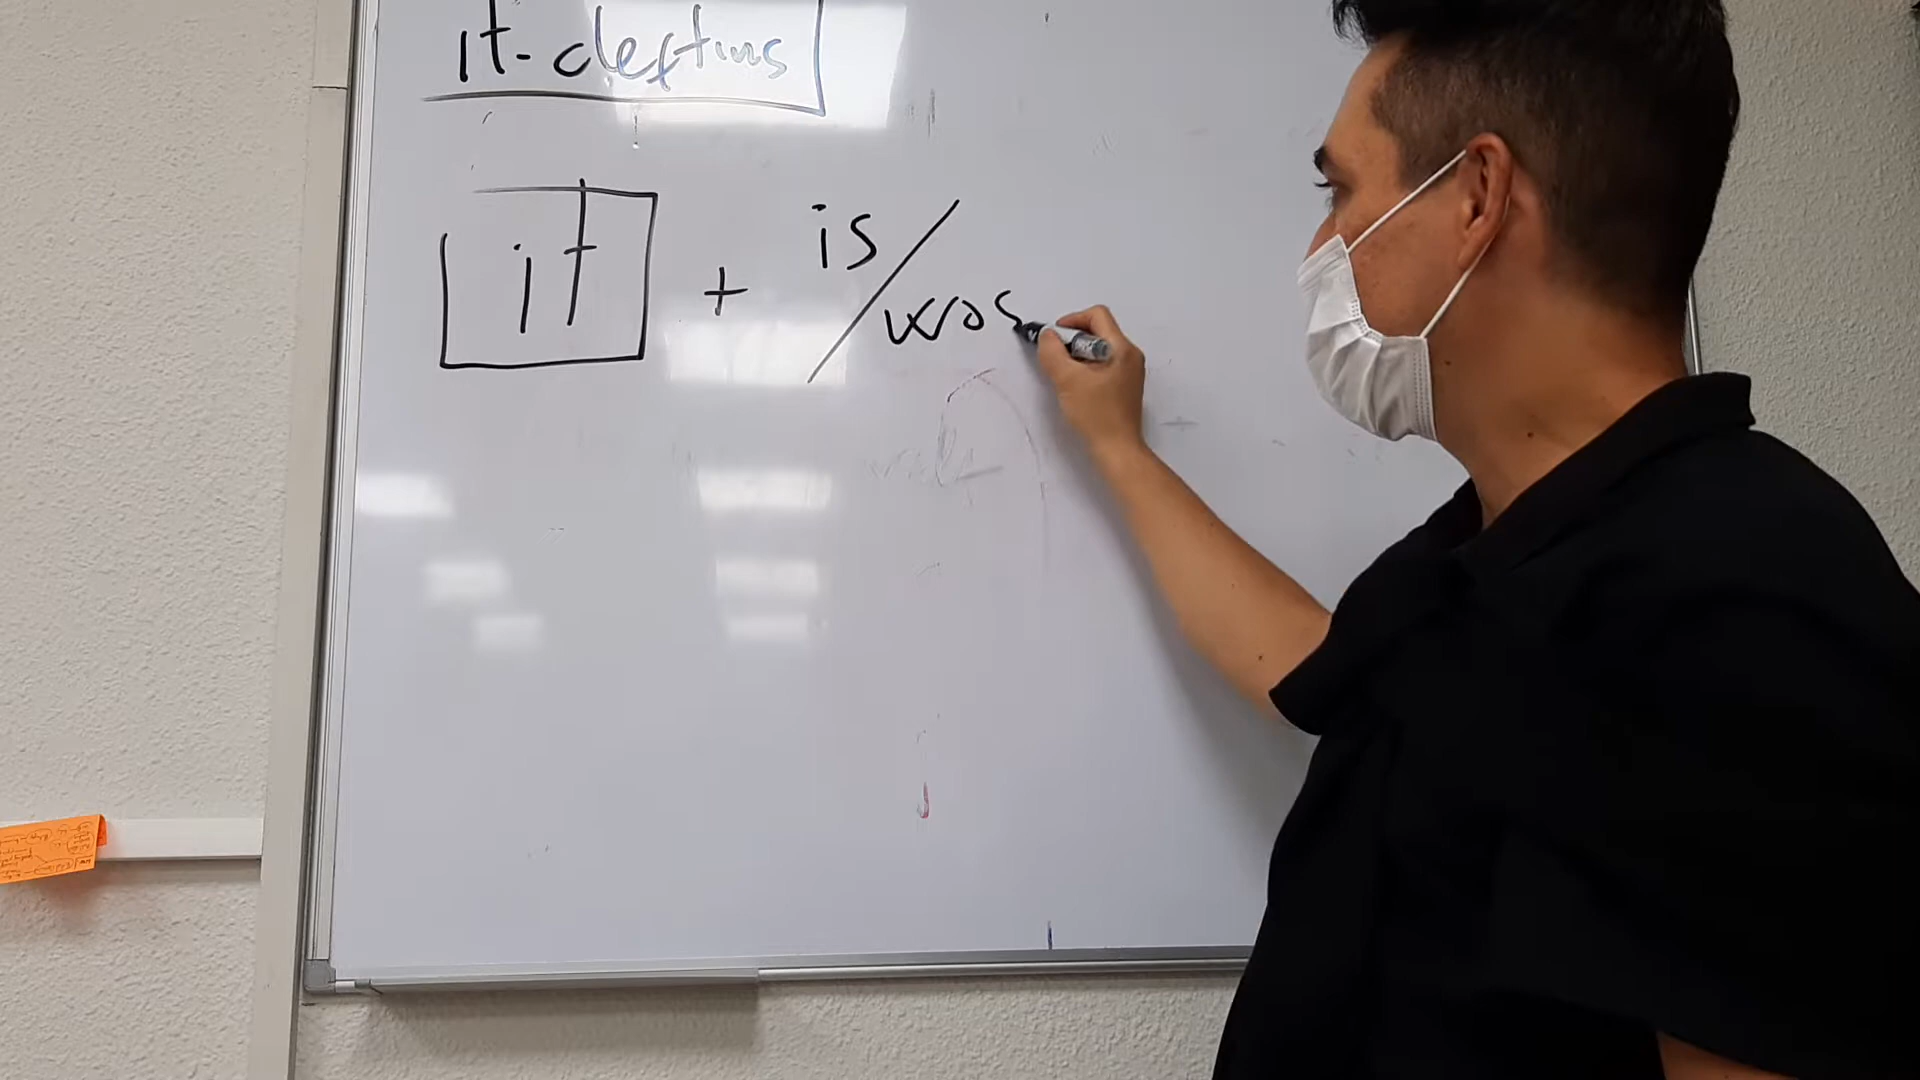 it-clefting
it + is/was